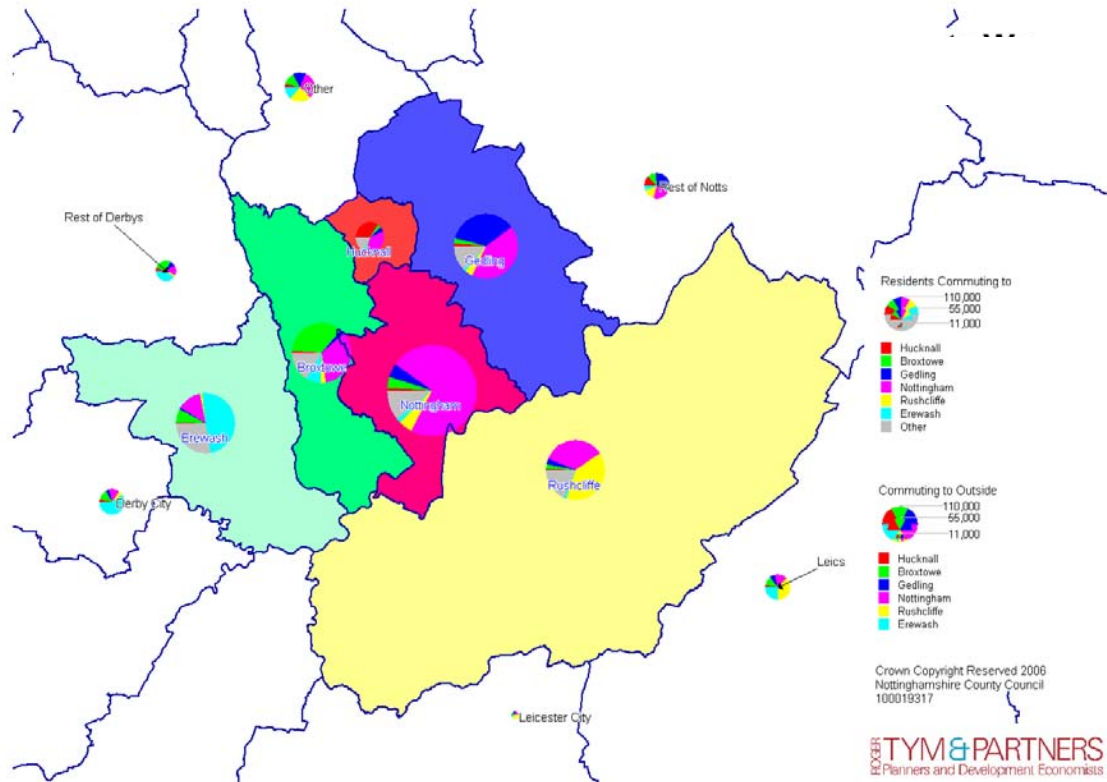 Other
Rest of Notts
Rest of Derbys
Hucknall
Gedling
Broxtowe
Nottingham
Erewash
Rushcliffe
Derby City
Leics
Leicester City
Residents Commuting to
110,000
55,000
11,000
Hucknall
Broxtowe
Gedling
Nottingham
Rushcliffe
Erewash
Other
Commuting to Outside
110,000
55,000
11,000
Hucknall
Broxtowe
Gedling
Nottingham
Rushcliffe
Erewash
Crown Copyright Reserved 2006
Nottinghamshire County Council
100019317
ROGER TYM & PARTNERS
Planners and Development Economists